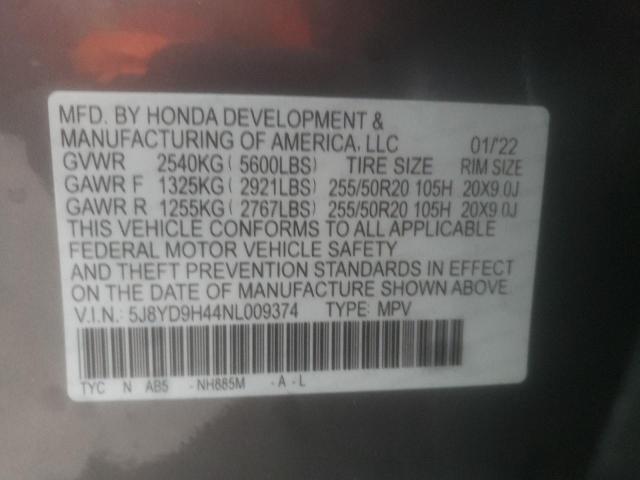 MFD. BY HONDA DEVELOPMENT &
MANUFACTURING OF AMERICA, LLC 01/'22
GVWR 2540KG ( 5600LBS) TIRE SIZE RIM SIZE
GAWR F 1325KG ( 2921LBS) 255/50R20 105H 20X9.0J
GAWR R 1255KG ( 2767LBS) 255/50R20 105H 20X9.0J
THIS VEHICLE CONFORMS TO ALL APPLICABLE
FEDERAL MOTOR VEHICLE SAFETY
AND THEFT PREVENTION STANDARDS IN EFFECT
ON THE DATE OF MANUFACTURE SHOWN ABOVE.
V.I.N.: 5J8YD9H44NL009374 TYPE: MPV
TYC N AB5 - NH885M - A - L